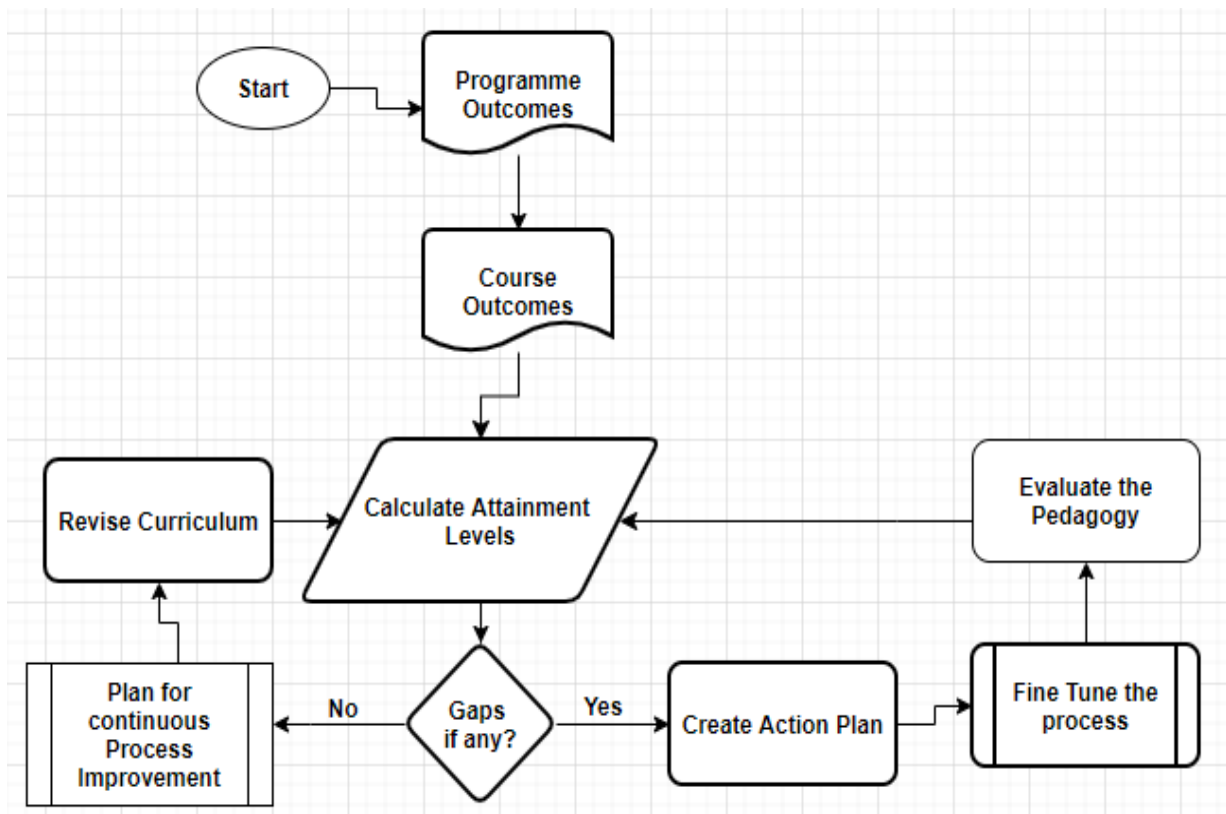 Start
Programme
Outcomes
Course
Outcomes
Calculate Attainment
Levels
Revise Curriculum
Evaluate the
Pedagogy
Plan for
continuous
Process
Improvement
No
Gaps
if any?
Yes
Create Action Plan
Fine Tune the
process